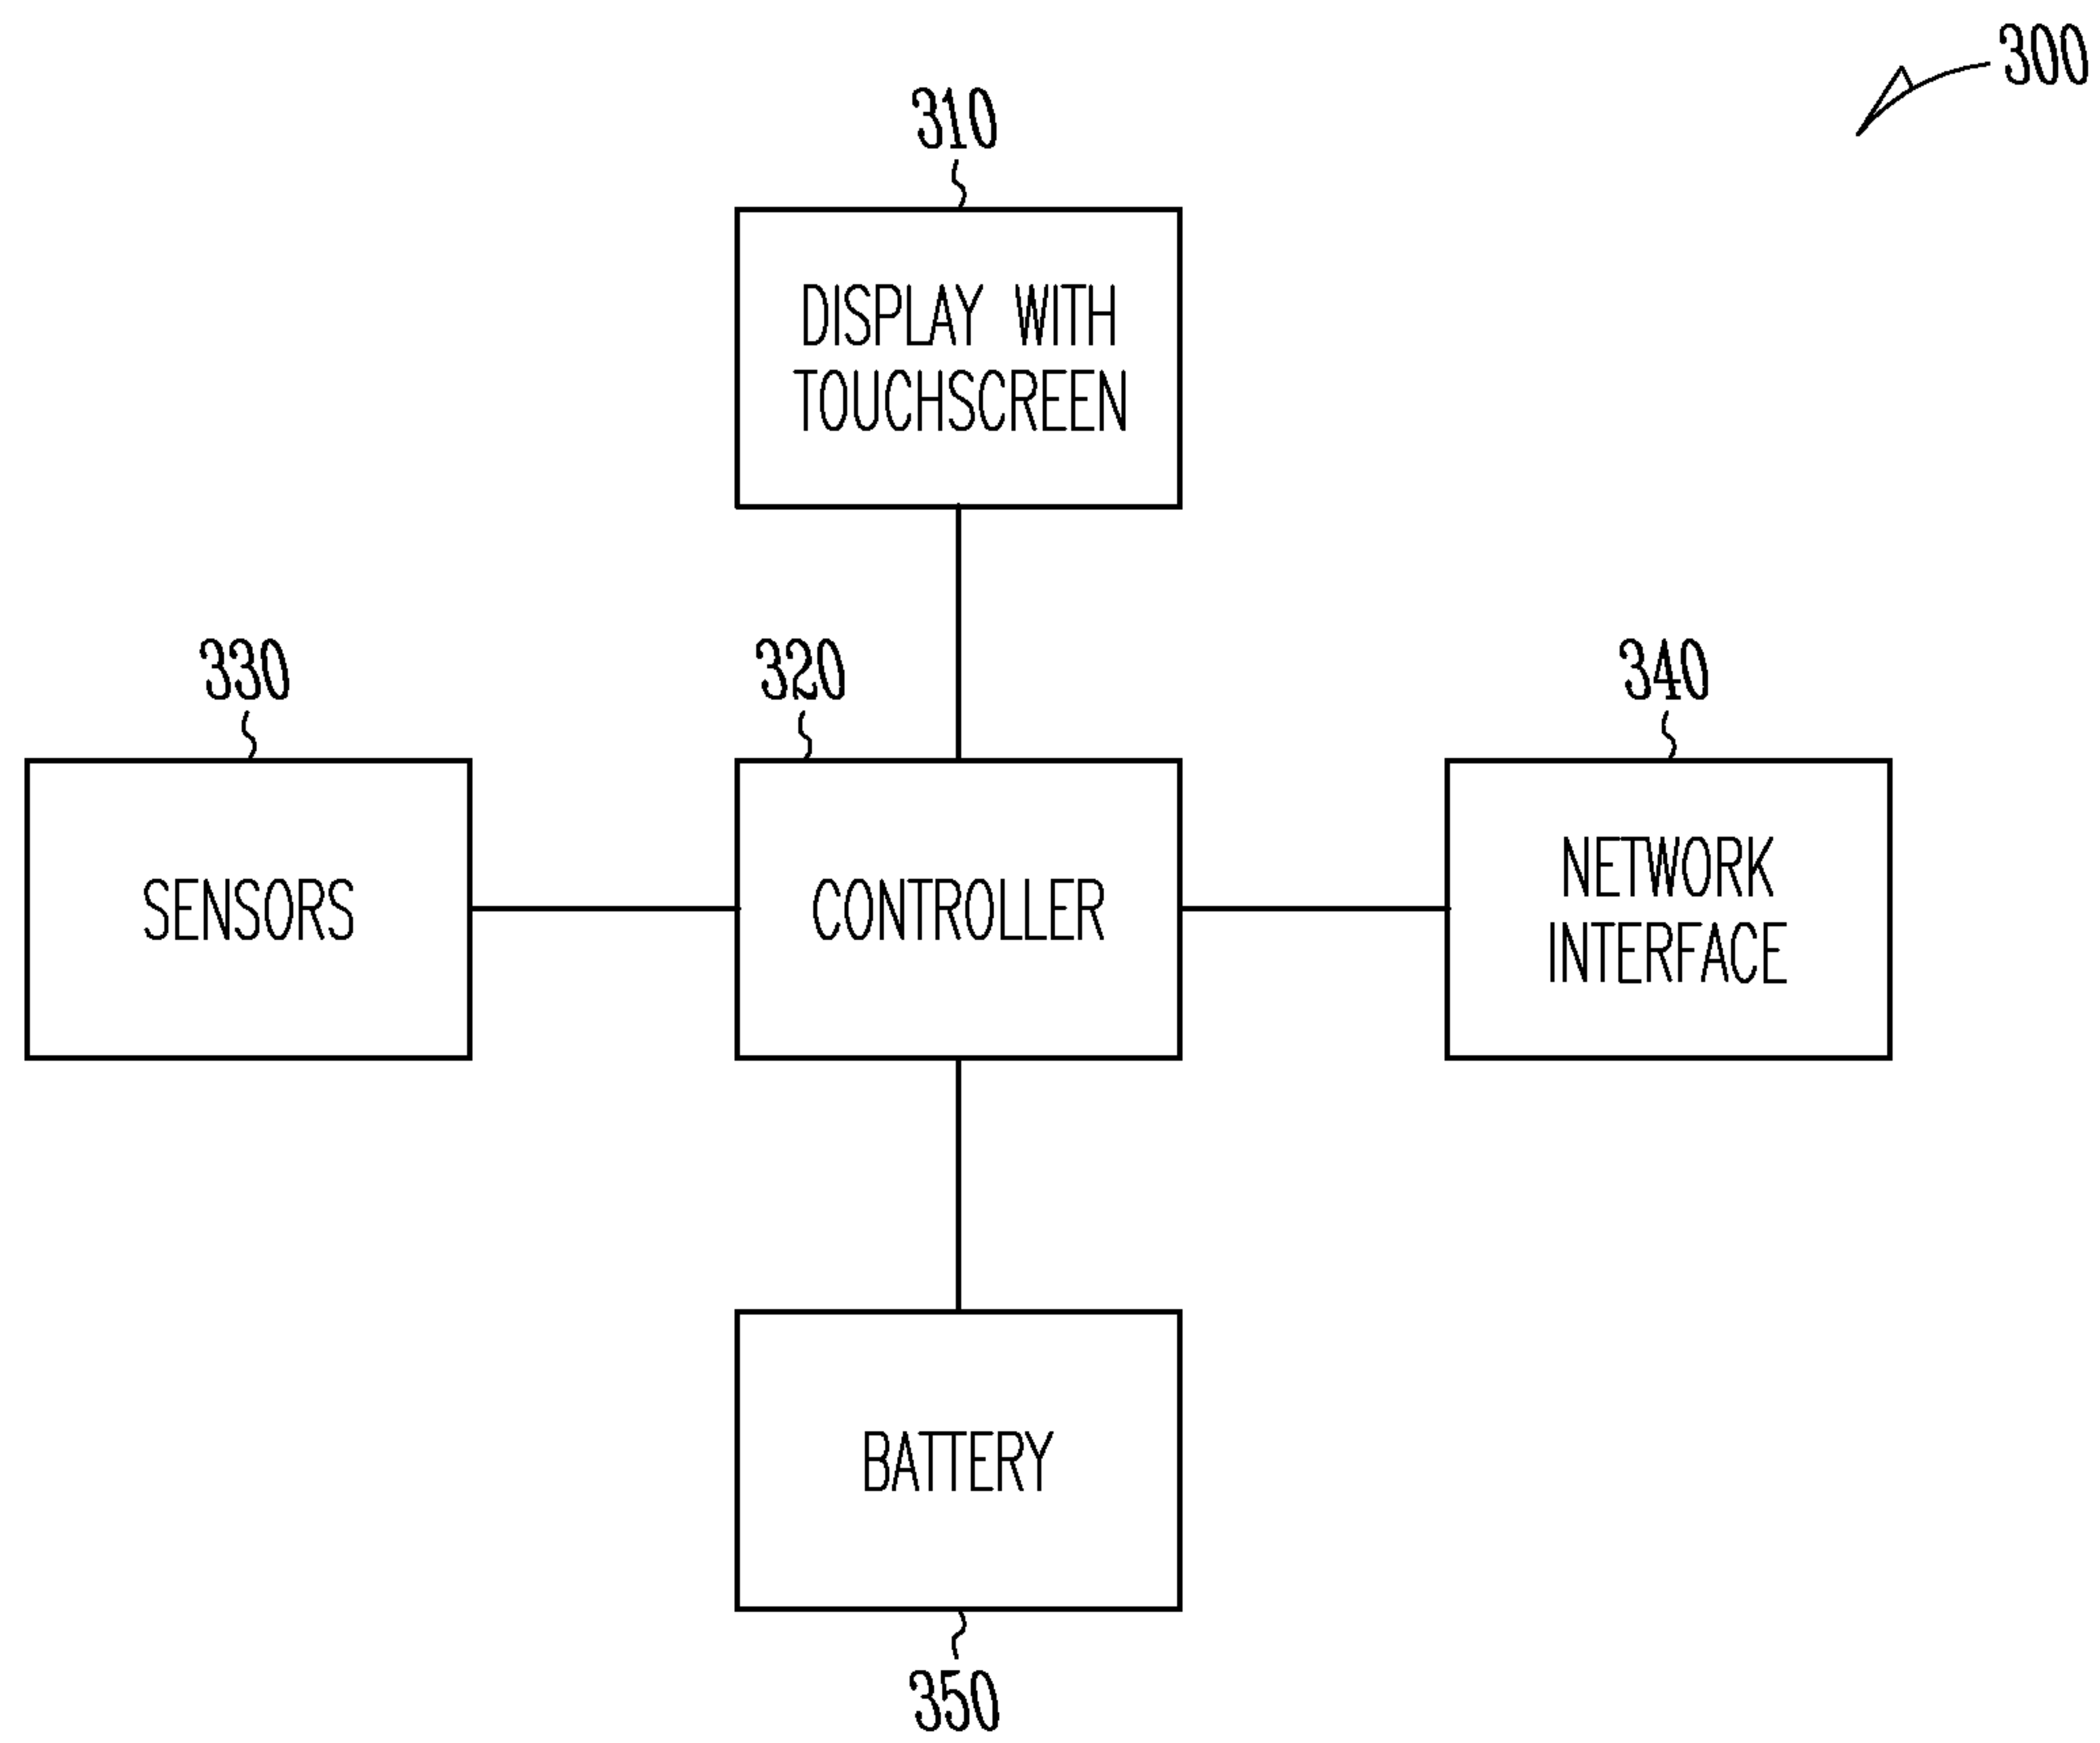 300
310
DISPLAY WITH
TOUCHSCREEN
330
320
340
SENSORS
CONTROLLER
NETWORK
INTERFACE
BATTERY
350